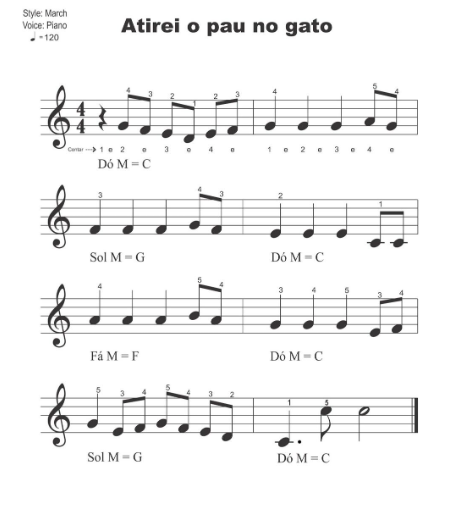 Style: March
Voice: Piano
♩ =120
Atirei o pau no gato
4 3 2 1 2 3 4 5 4
4
4
Contar ---> 1 e 2 e 3 e 4 e 1 e 2 e 3 e 4 e
Dó M = C
3 4 3 2 1
Sol M = G Dó M = C
4 5 4 3 4 5 3 4
Fá M = F Dó M = C
5 3 4 5 4 3 2 1 5
Sol M = G Dó M = C